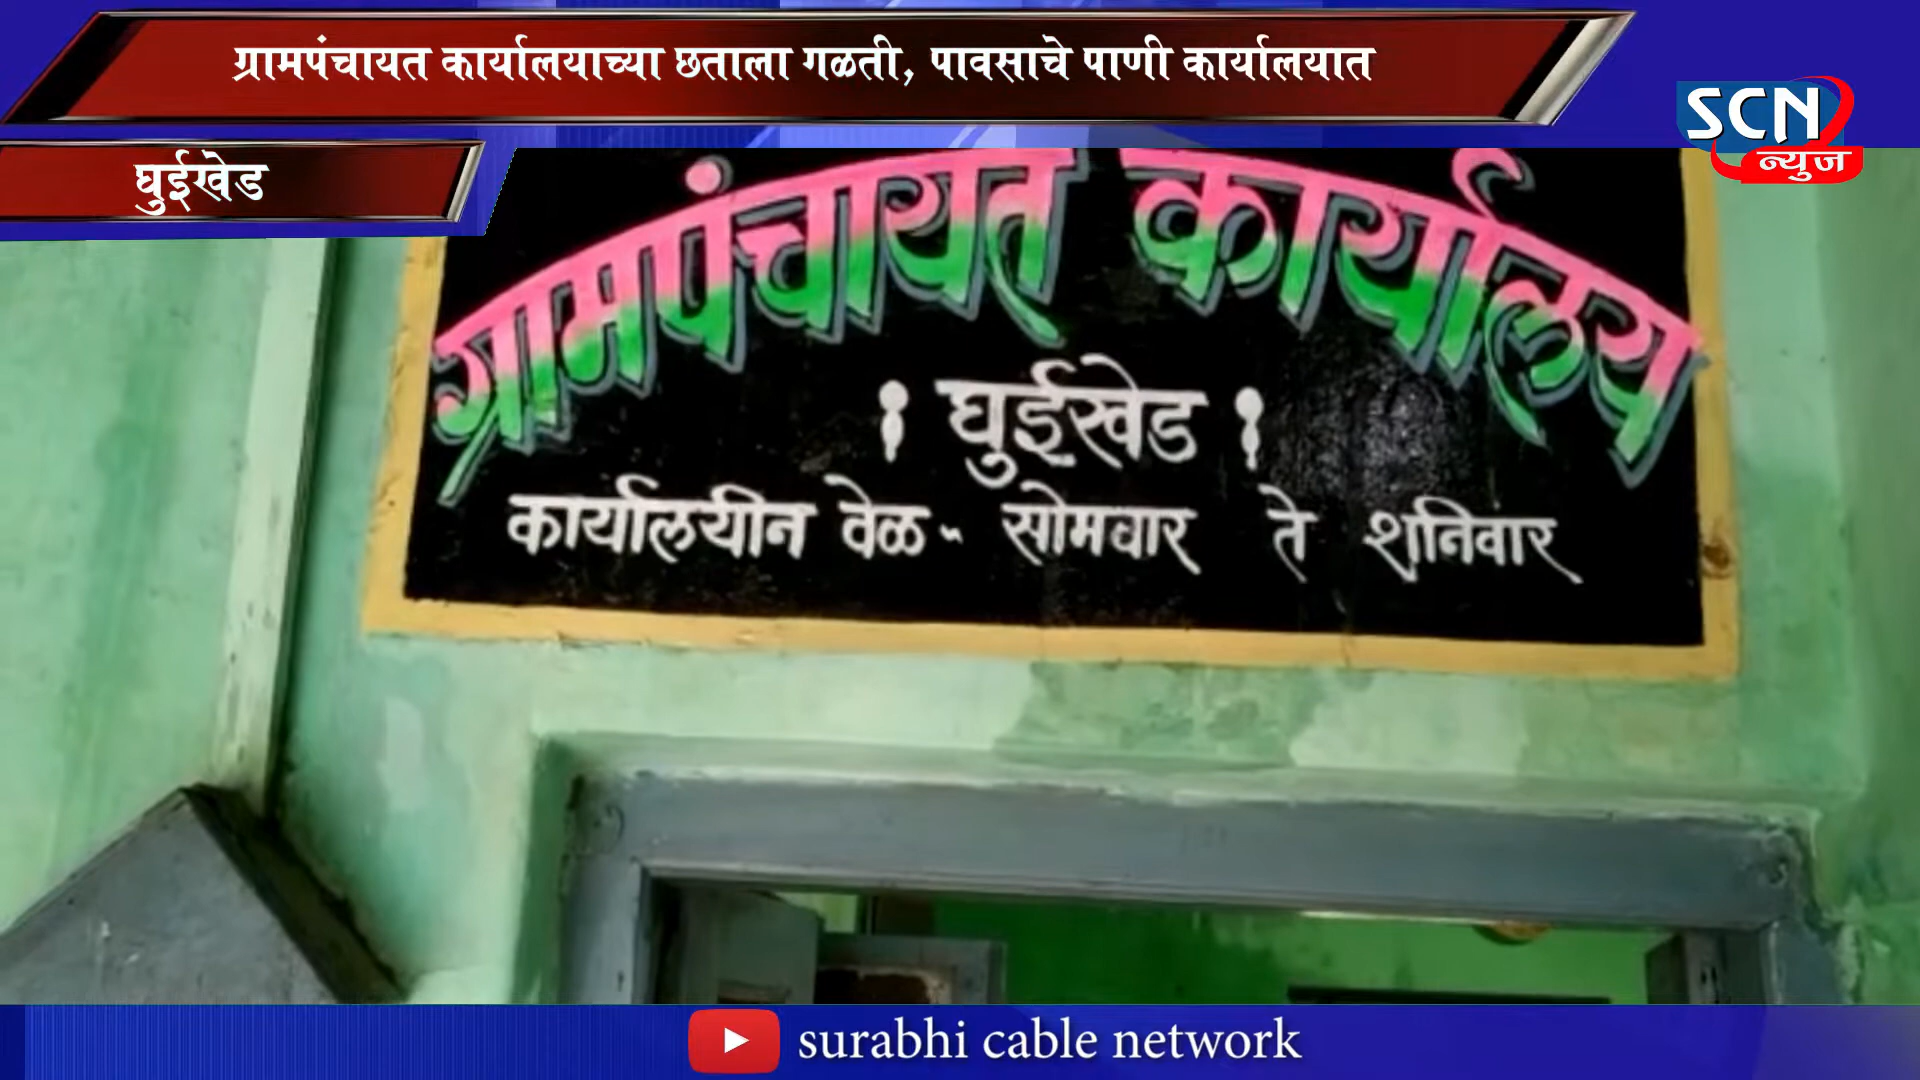 ग्रामपंचायत कार्यालयाच्या छताला गळती, पावसाचे पाणी कार्यालयात
SCN
न्युज
घुईखेड
ग्रामपंचायत कार्यालय
घुईखेड
कार्यालयीन वेळ - सोमवार ते शनिवार
surabhi cable network